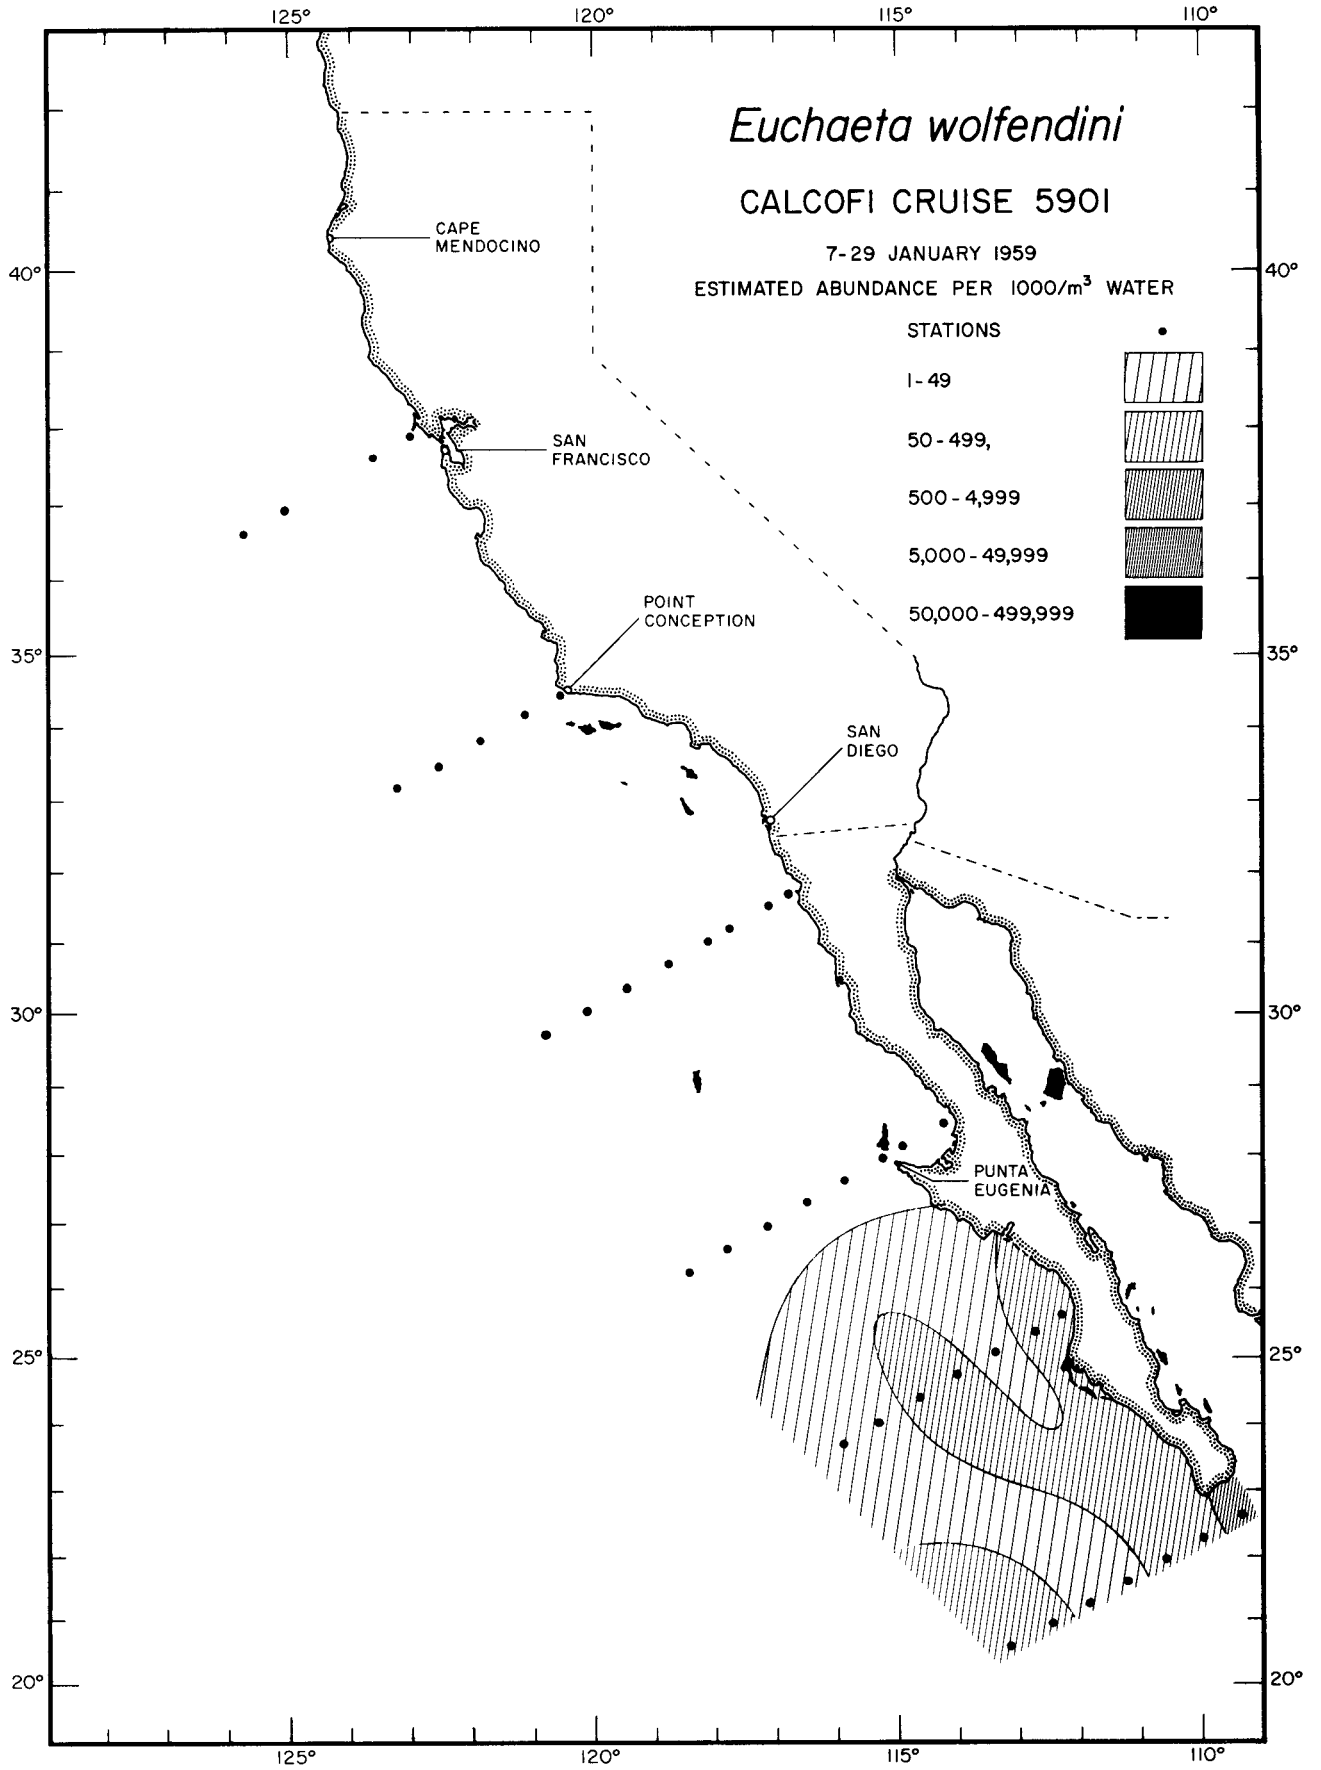 125° 120° 115° 110°
Euchaeta wolfendini
CALCOFI CRUISE 5901
7-29 JANUARY 1959
ESTIMATED ABUNDANCE PER 1000/m³ WATER
STATIONS
1-49
50-499,
500-4,999
5,000-49,999
50,000-499,999
CAPE
MENDOCINO
40° 40°
SAN
FRANCISCO
POINT
CONCEPTION
35° 35°
SAN
DIEGO
30° 30°
PUNTA
EUGENIA
25° 25°
20° 20°
125° 120° 115° 110°